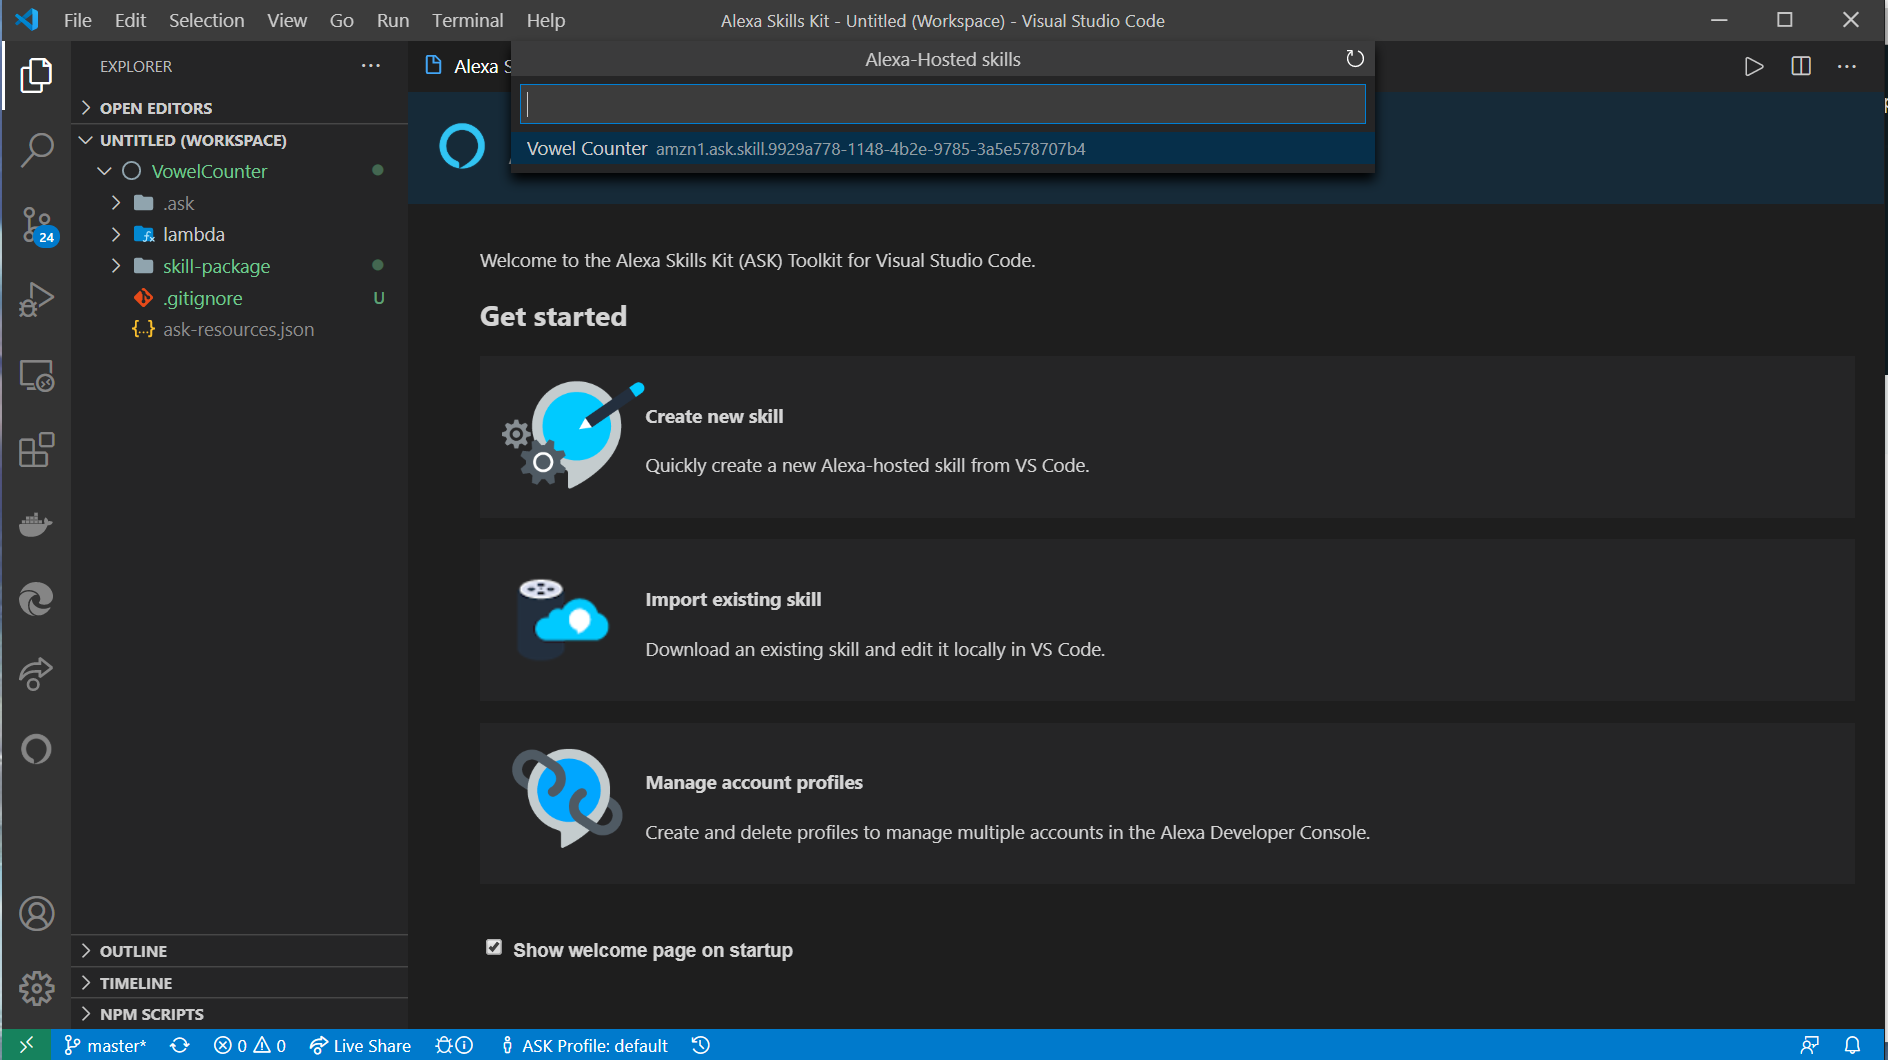 File Edit Selection View Go Run Terminal Help Alexa Skills Kit - Untitled (Workspace) - Visual Studio Code
EXPLORER
Alexa
Alexa-Hosted skills
Vowel Counter amzn1.ask.skill.9929a778-1148-4b2e-9785-3a5e578707b4
OPEN EDITORS
UNTITLED (WORKSPACE)
VowelCounter
.ask
lambda
skill-package
.gitignore U
ask-resources.json
24
Welcome to the Alexa Skills Kit (ASK) Toolkit for Visual Studio Code.
Get started
Create new skill
Quickly create a new Alexa-hosted skill from VS Code.
Import existing skill
Download an existing skill and edit it locally in VS Code.
Manage account profiles
Create and delete profiles to manage multiple accounts in the Alexa Developer Console.
Show welcome page on startup
OUTLINE
TIMELINE
NPM SCRIPTS
master* 0 0 Live Share ASK Profile: default